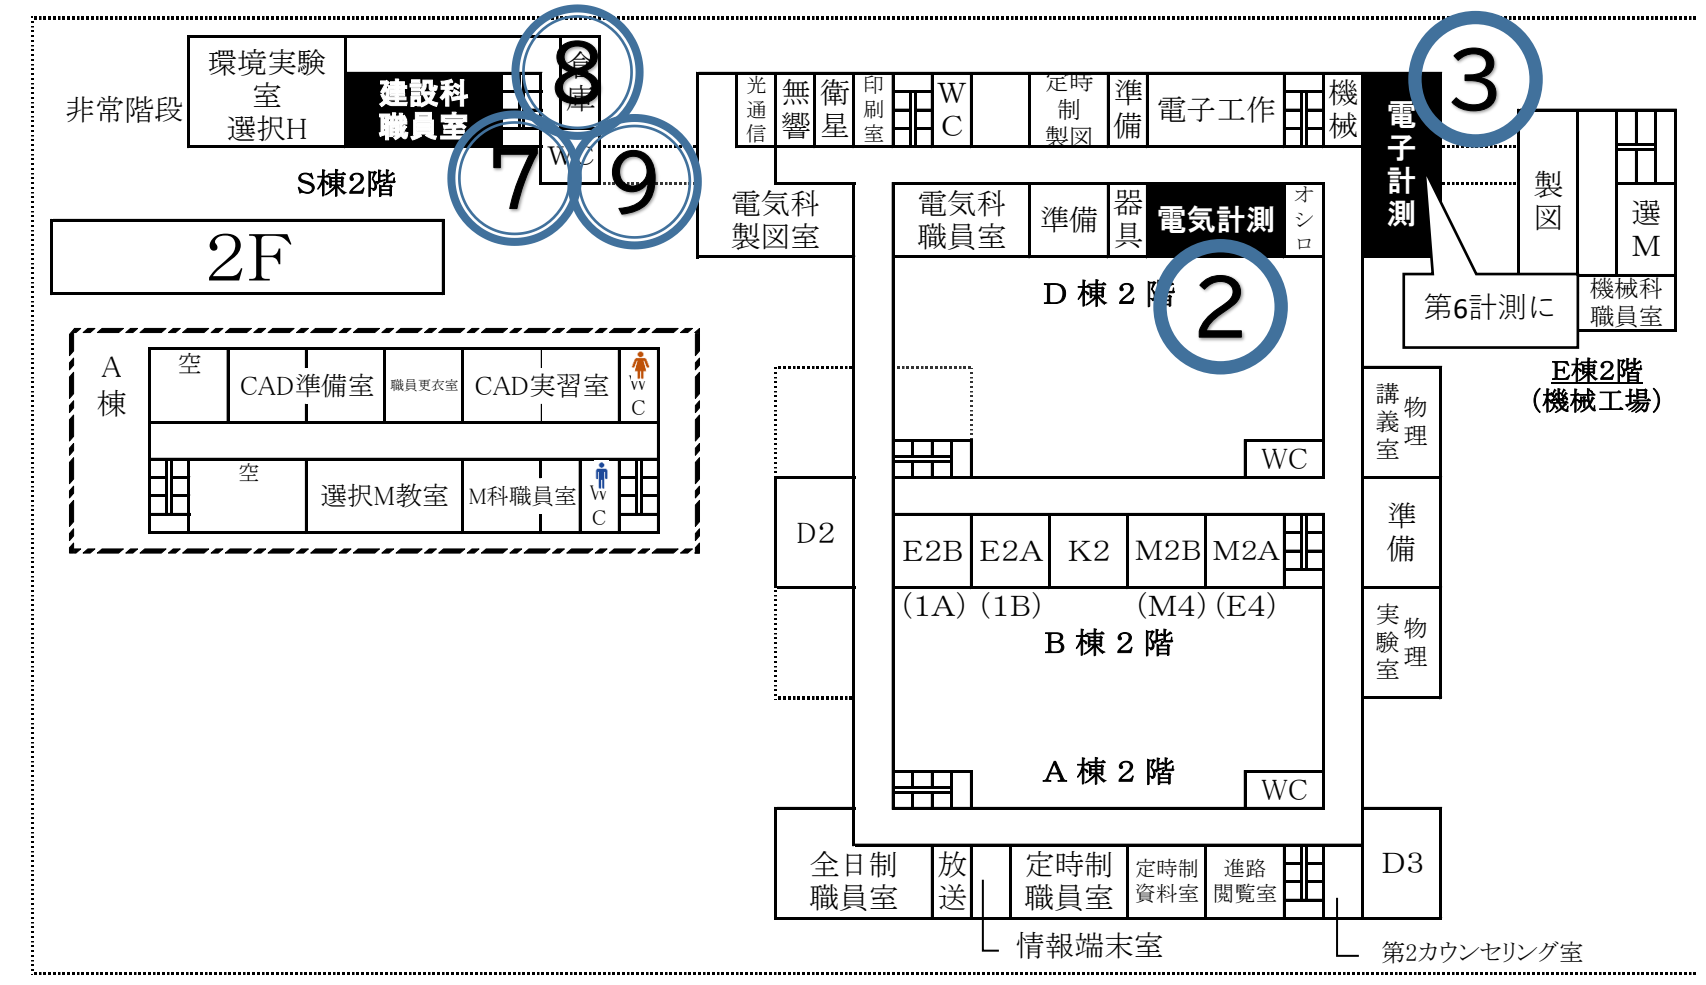 環境実験
室
選択H
非常階段
建設科
職員室
倉
庫
WC
⑧
⑦
⑨
S棟2階
2F
光
通
信
無
響
衛
星
印
刷
室
W
C
定時
制
製図
準
備
電子工作
機
械
電
子
計
測
③
製
図
選
M
電気科
製図室
電気科
職員室
準備
器
具
電気計測
オ
シ
ロ
②
D棟2階
第6計測に
機械科
職員室
E棟2階
(機械工場)
A
棟
空
CAD準備室
職員更衣室
CAD実習室
W
C
空
選択M教室
M科職員室
W
C
WC
物理
講義室
D2
E2B
E2A
K2
M2B
M2A
準
備
(1A)
(1B)
(M4)
(E4)
B棟2階
物理
実験室
A棟2階
WC
全日制
職員室
放
送
定時制
職員室
定時制
資料室
進路
閲覧室
D3
情報端末室
第2カウンセリング室